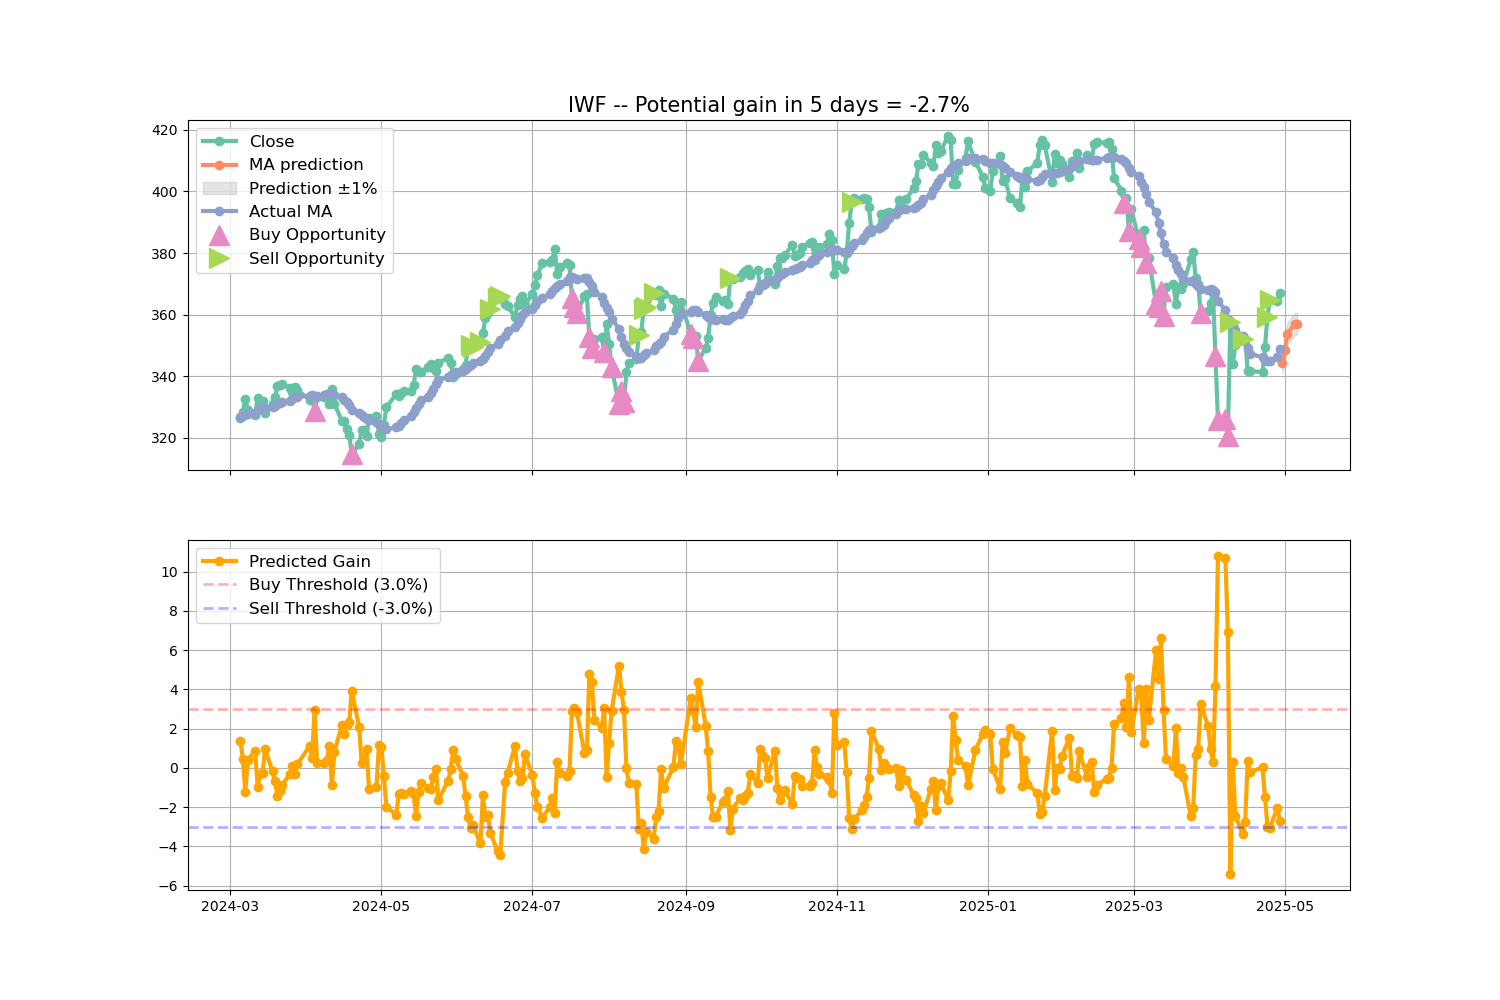 IWF -- Potential gain in 5 days = -2.7%
420
400
380
360
340
320
Close
MA prediction
Prediction ±1%
Actual MA
Buy Opportunity
Sell Opportunity
10
8
6
4
2
0
−2
−4
−6
Predicted Gain
Buy Threshold (3.0%)
Sell Threshold (-3.0%)
2024-03
2024-05
2024-07
2024-09
2024-11
2025-01
2025-03
2025-05